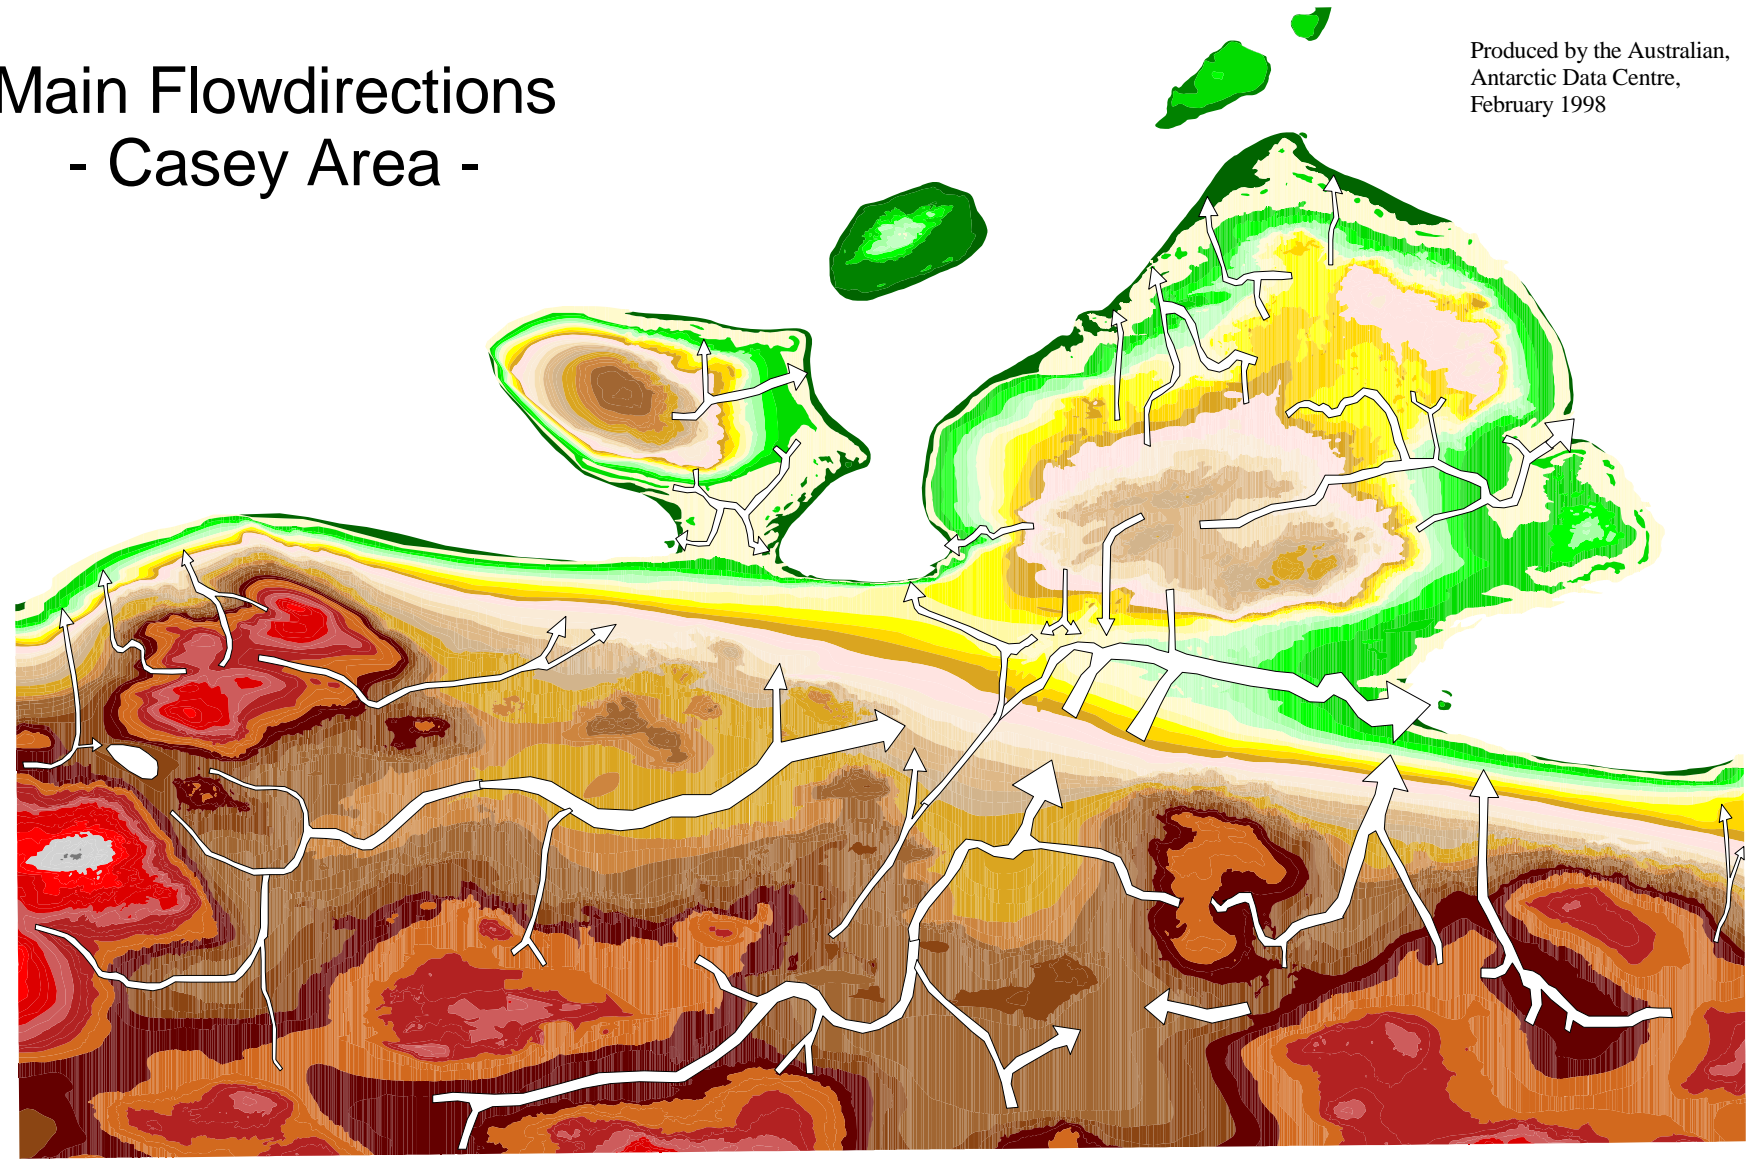 Main Flowdirections
- Casey Area -
Produced by the Australian,
Antarctic Data Centre,
February 1998